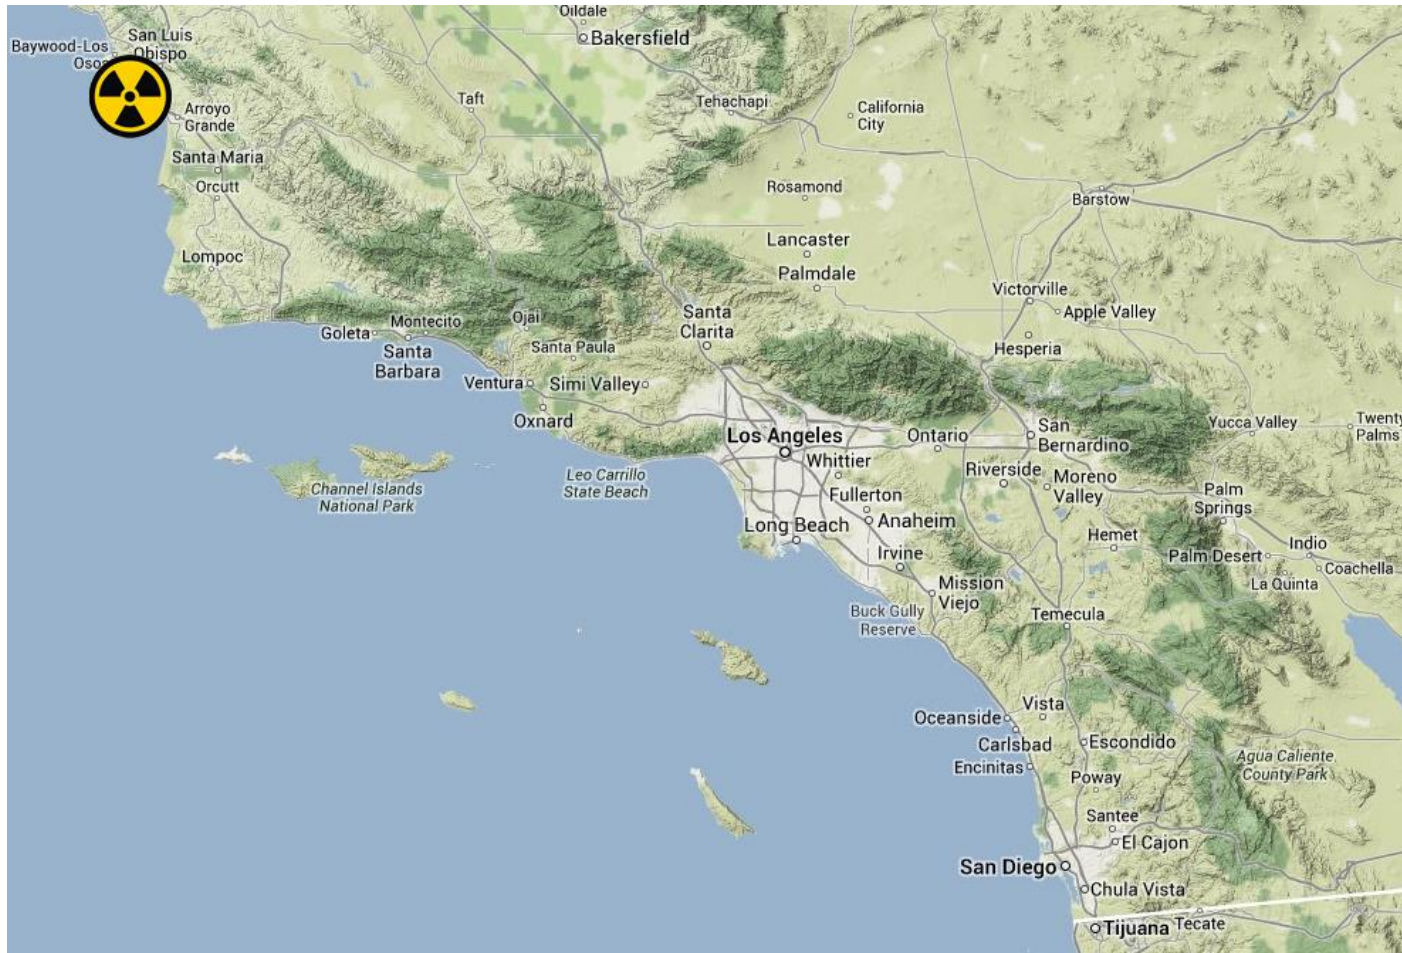 Oildale
Bakersfield
San Luis
Obispo
Baywood-Los
Osos
Arroyo
Grande
Taft
Tehachapi
California
City
Santa Maria
Orcutt
Rosamond
Barstow
Lompoc
Lancaster
Palmdale
Victorville
Apple Valley
Hesperia
Goleta
Montecito
Santa
Barbara
Ojai
Santa Paula
Santa
Clarita
Ventura
Simi Valley
Oxnard
Los Angeles
Whittier
Ontario
San
Bernardino
Yucca Valley
Twenty
Palms
Channel Islands
National Park
Leo Carrillo
State Beach
Fullerton
Anaheim
Riverside
Moreno
Valley
Palm
Springs
Long Beach
Irvine
Hemet
Palm Desert
Indio
Coachella
La Quinta
Mission
Viejo
Buck Gully
Reserve
Temecula
Oceanside
Vista
Carlsbad
Encinitas
Escondido
Poway
Agua Caliente
County Park
Santee
El Cajon
San Diego
Chula Vista
Tijuana
Tecate